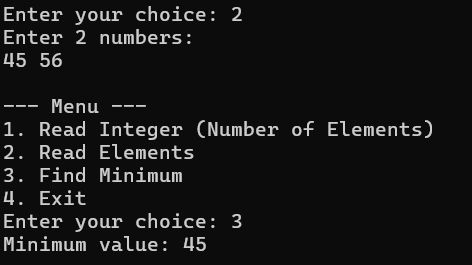 Enter your choice: 2
Enter 2 numbers:
45 56
--- Menu ---
1. Read Integer (Number of Elements)
2. Read Elements
3. Find Minimum
4. Exit
Enter your choice: 3
Minimum value: 45